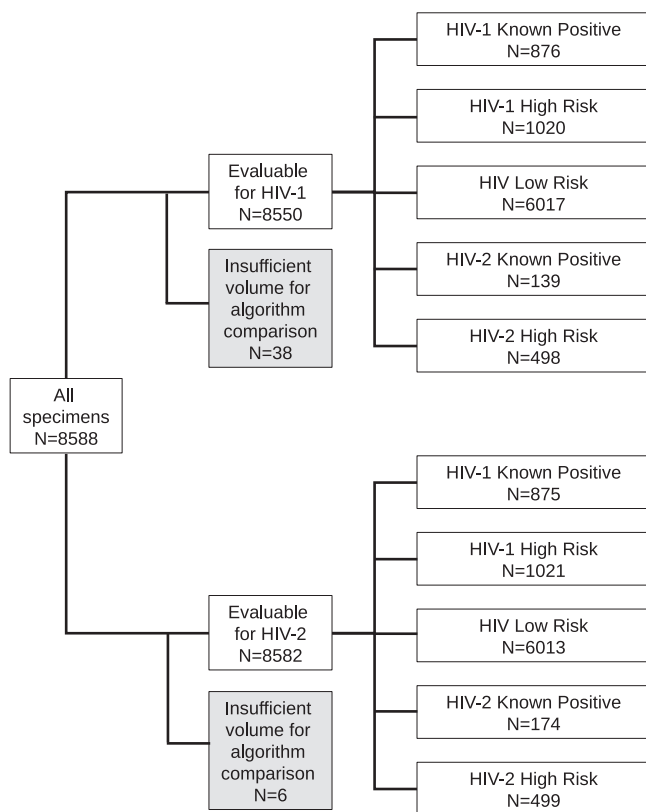 HIV-1 Known Positive
N=876
HIV-1 High Risk
N=1020
Evaluable
for HIV-1
N=8550
HIV Low Risk
N=6017
Insufficient
volume for
algorithm
comparison
N=38
HIV-2 Known Positive
N=139
HIV-2 High Risk
N=498
All
specimens
N=8588
HIV-1 Known Positive
N=875
HIV-1 High Risk
N=1021
Evaluable
for HIV-2
N=8582
HIV Low Risk
N=6013
Insufficient
volume for
algorithm
comparison
N=6
HIV-2 Known Positive
N=174
HIV-2 High Risk
N=499